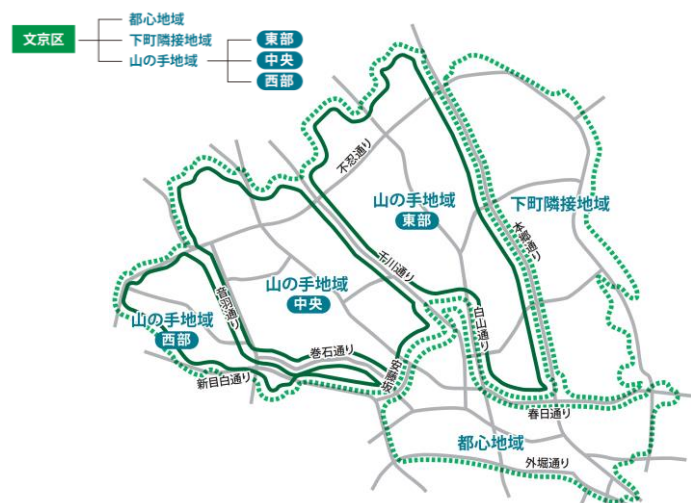 文京区
都心地域
下町隣接地域
山の手地域
東部
中央
西部
不忍通り
山の手地域
東部
下町隣接地域
本郷通り
千川通り
山の手地域
中央
音羽通り
白山通り
山の手地域
西部
巻石通り
安藤坂
新目白通り
春日通り
都心地域
外堀通り